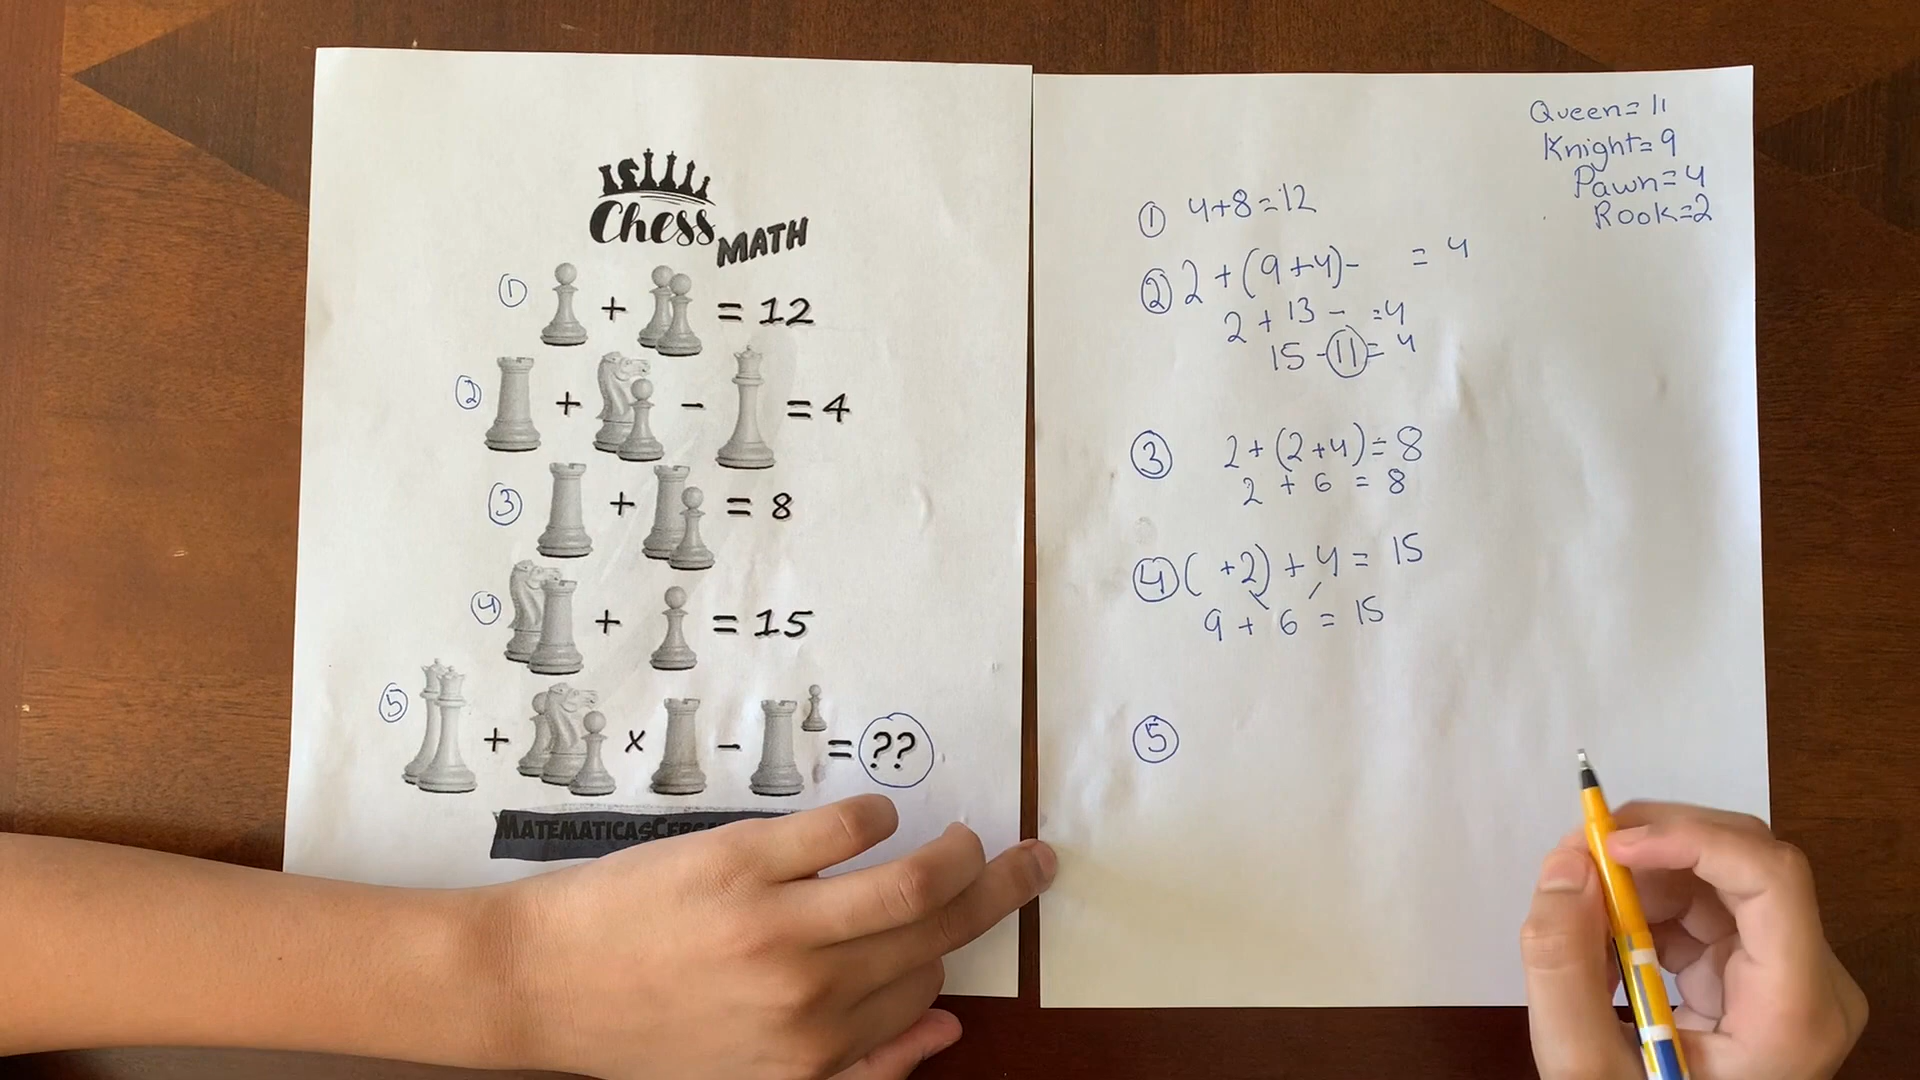 Chess
MATH
① + = 12
② + - = 4
③ + = 8
④ + = 15
⑤ + x - = ??
Queen = 11
Knight = 9
Pawn = 4
Rook = 2
① 4+8=12
② 2 + (9+4)- = 4
2 + 13 - = 4
15 - 11 = 4
③ 2 + (2+4) = 8
2 + 6 = 8
④ ( +2) + 4 = 15
9 + 6 = 15
⑤